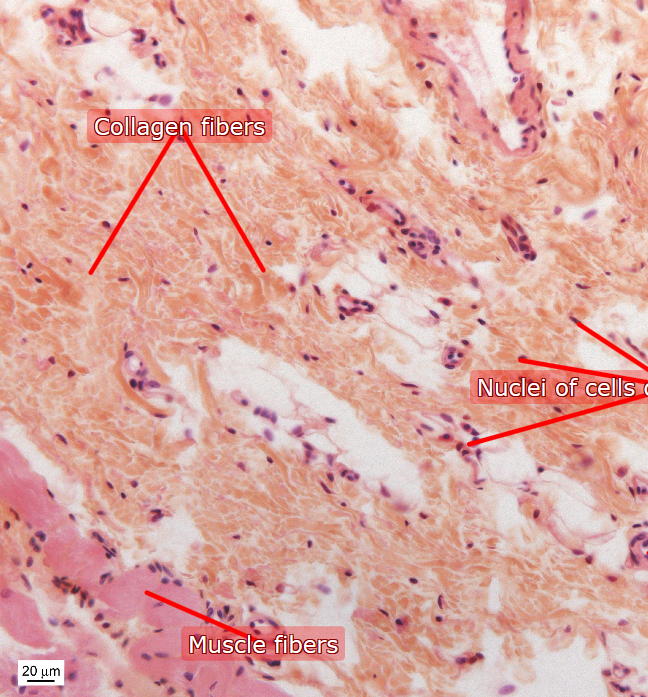 Collagen fibers
Nuclei of cells
Muscle fibers
20 µm